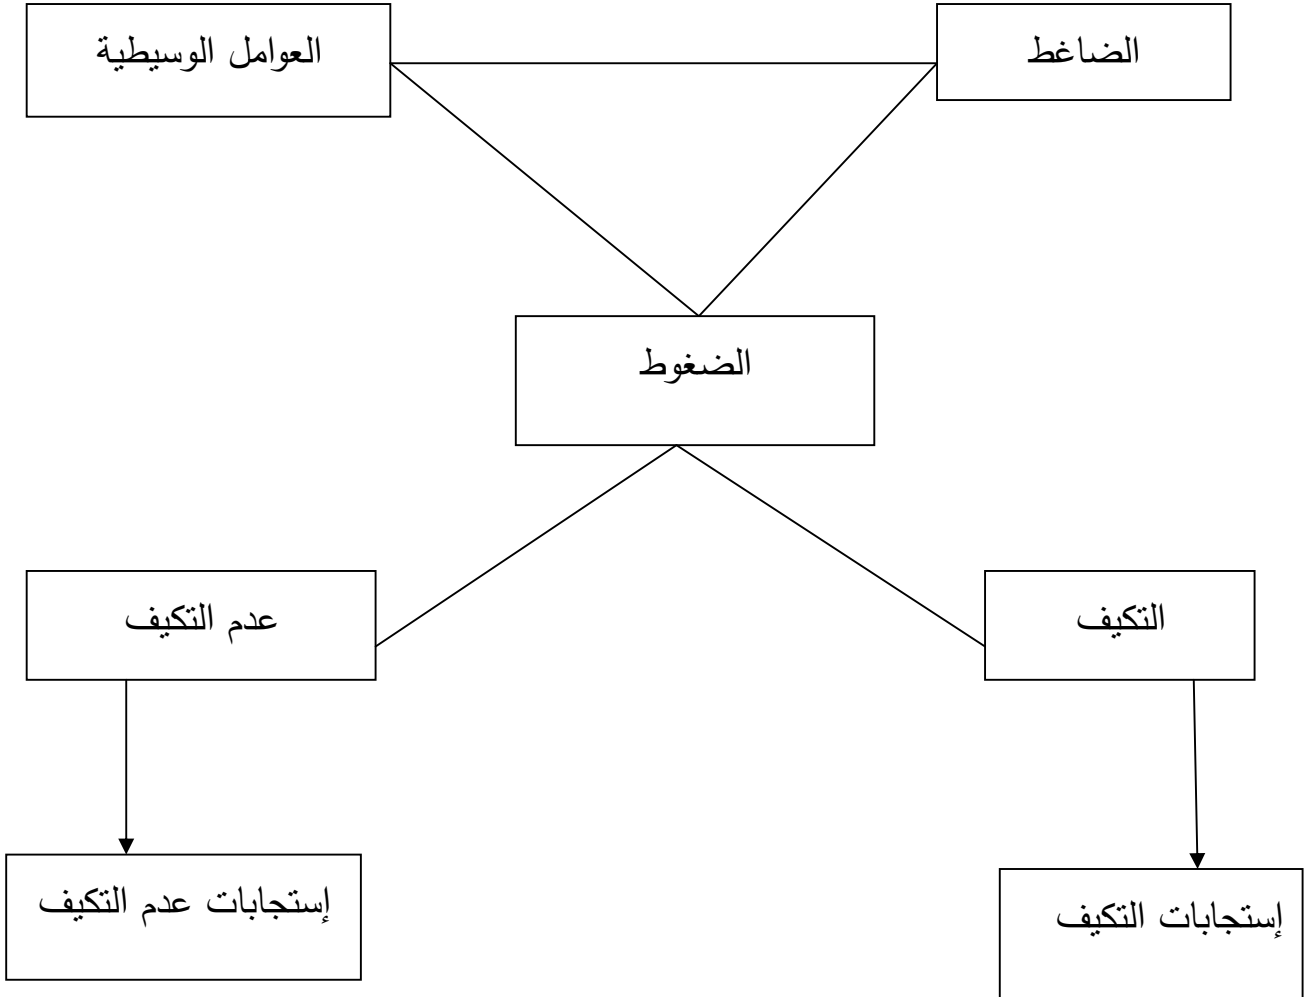 الضاغط
العوامل الوسيطية
الضغوط
التكيف
عدم التكيف
إستجابات التكيف
إستجابات عدم التكيف